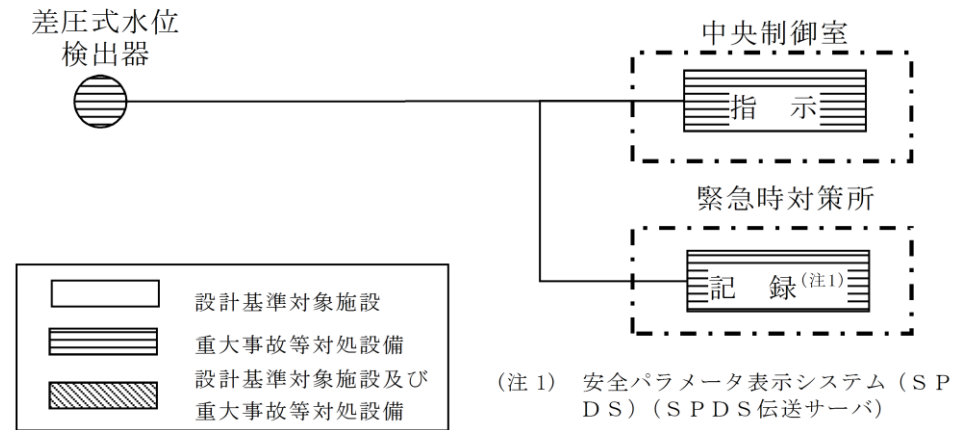 差圧式水位
検出器
中央制御室
指 示
緊急時対策所
記 録(注1)
設計基準対象施設
重大事故等対処設備
設計基準対象施設及び
重大事故等対処設備
(注1) 安全パラメータ表示システム(SP
DS)(SPDS伝送サーバ)